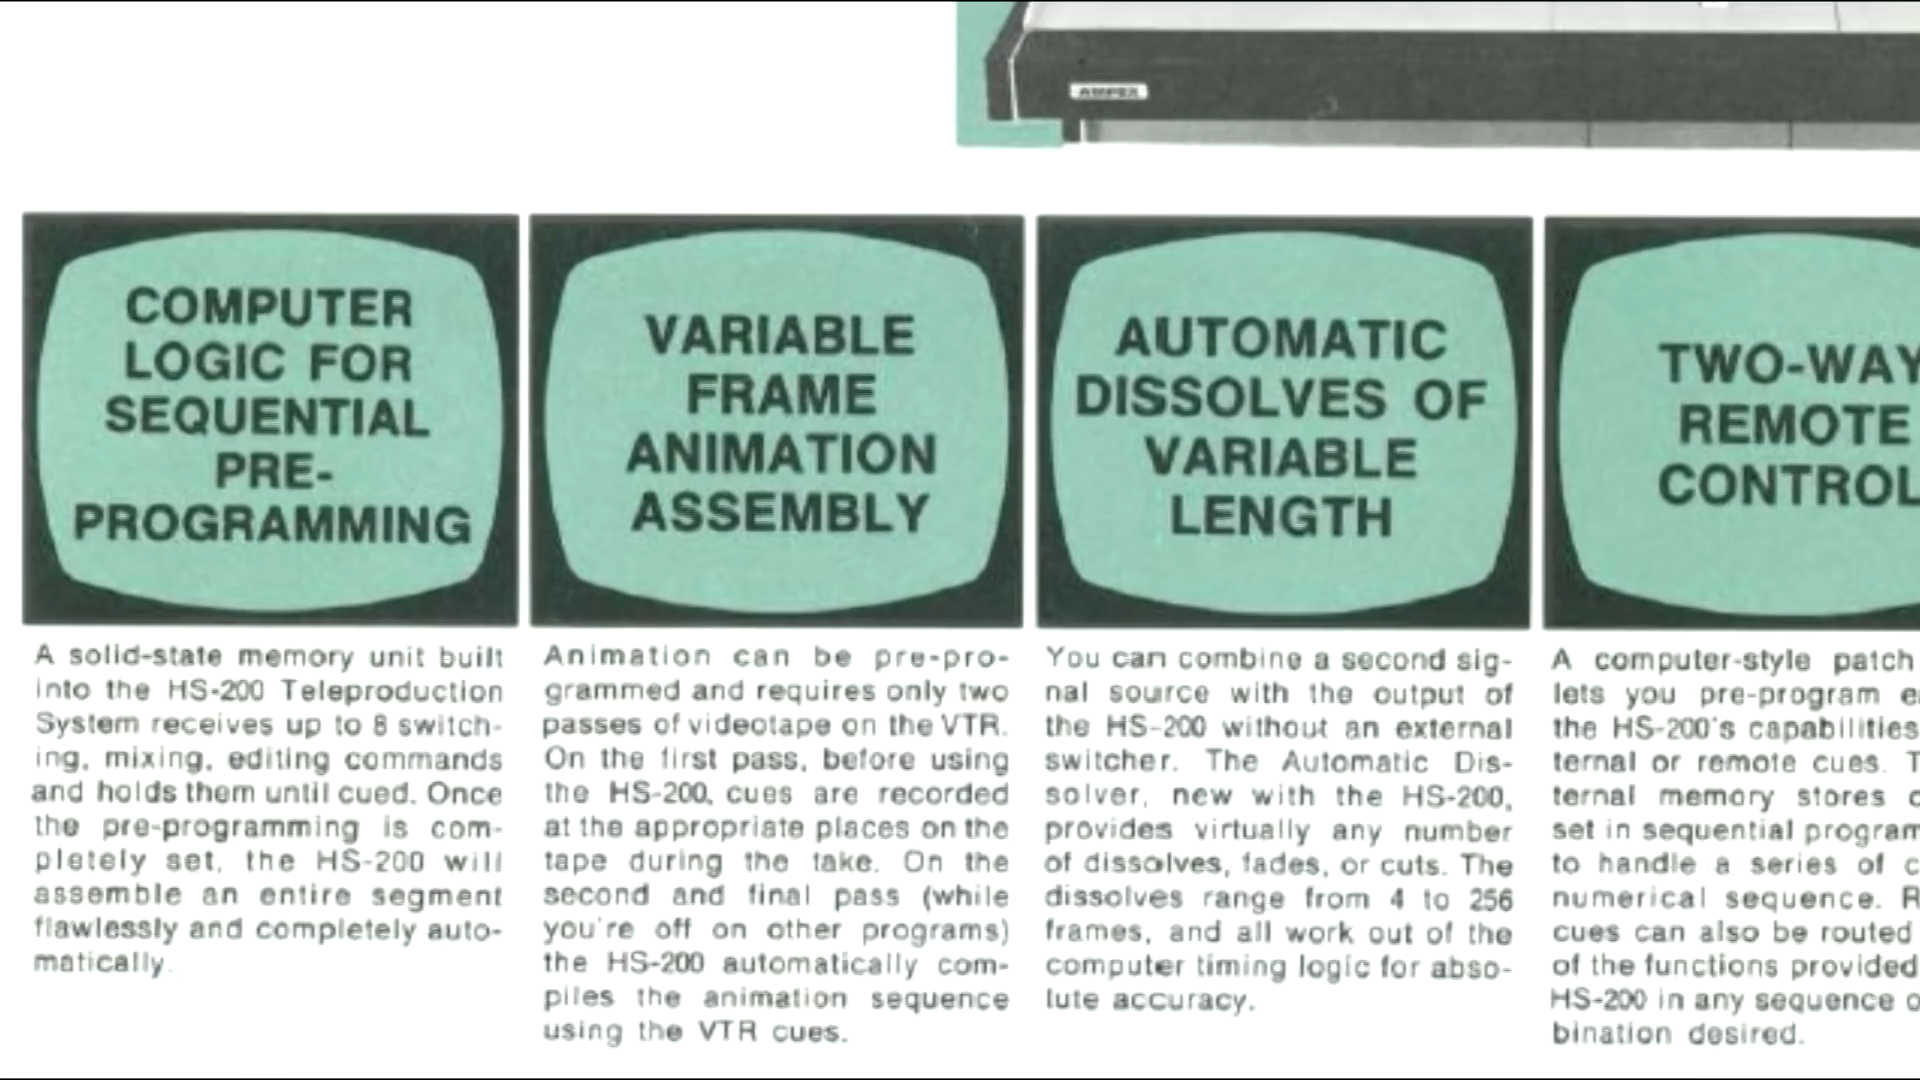 AMPEX
COMPUTER
LOGIC FOR
SEQUENTIAL
PRE-
PROGRAMMING
A solid-state memory unit built
into the HS-200 Teleproduction
System receives up to 8 switch-
ing, mixing, editing commands
and holds them until cued. Once
the pre-programming is com-
pletely set, the HS-200 will
assemble an entire segment
flawlessly and completely auto-
matically.
VARIABLE
FRAME
ANIMATION
ASSEMBLY
Animation can be pre-pro-
grammed and requires only two
passes of videotape on the VTR.
On the first pass, before using
the HS-200, cues are recorded
at the appropriate places on the
tape during the take. On the
second and final pass (while
you're off on other programs)
the HS-200 automatically com-
piles the animation sequence
using the VTR cues.
AUTOMATIC
DISSOLVES OF
VARIABLE
LENGTH
You can combine a second sig-
nal source with the output of
the HS-200 without an external
switcher. The Automatic Dis-
solver, new with the HS-200,
provides virtually any number
of dissolves, fades, or cuts. The
dissolves range from 4 to 256
frames, and all work out of the
computer timing logic for abso-
lute accuracy.
TWO-WAY
REMOTE
CONTROL
A computer-style patch
lets you pre-program
the HS-200's capabilities
ternal or remote cues.
ternal memory stores
set in sequential program
to handle a series of
numerical sequence.
cues can also be routed
of the functions provided
HS-200 in any sequence
bination desired.